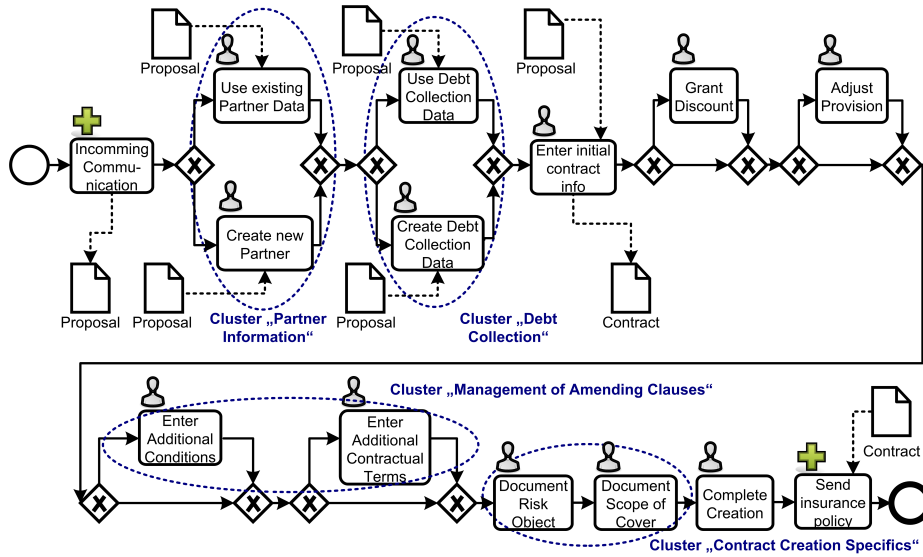 Proposal
Use existing
Partner Data
Proposal
Use Debt
Collection
Data
Proposal
Grant
Discount
Adjust
Provision
X
X
X
X
X
X
X
X
Incomming
Commu-
nication
Enter initial
contract
info
Create new
Partner
Create Debt
Collection
Data
Proposal
Proposal
Proposal
Contract
Cluster „Partner
Information“
Cluster „Debt
Collection“
Cluster „Management of Amending Clauses“
Enter
Additional
Conditions
Enter
Additional
Contractual
Terms
Contract
X
X
X
X
Document
Risk
Object
Document
Scope of
Cover
Complete
Creation
Send
insurance
policy
Cluster „Contract Creation Specifics“